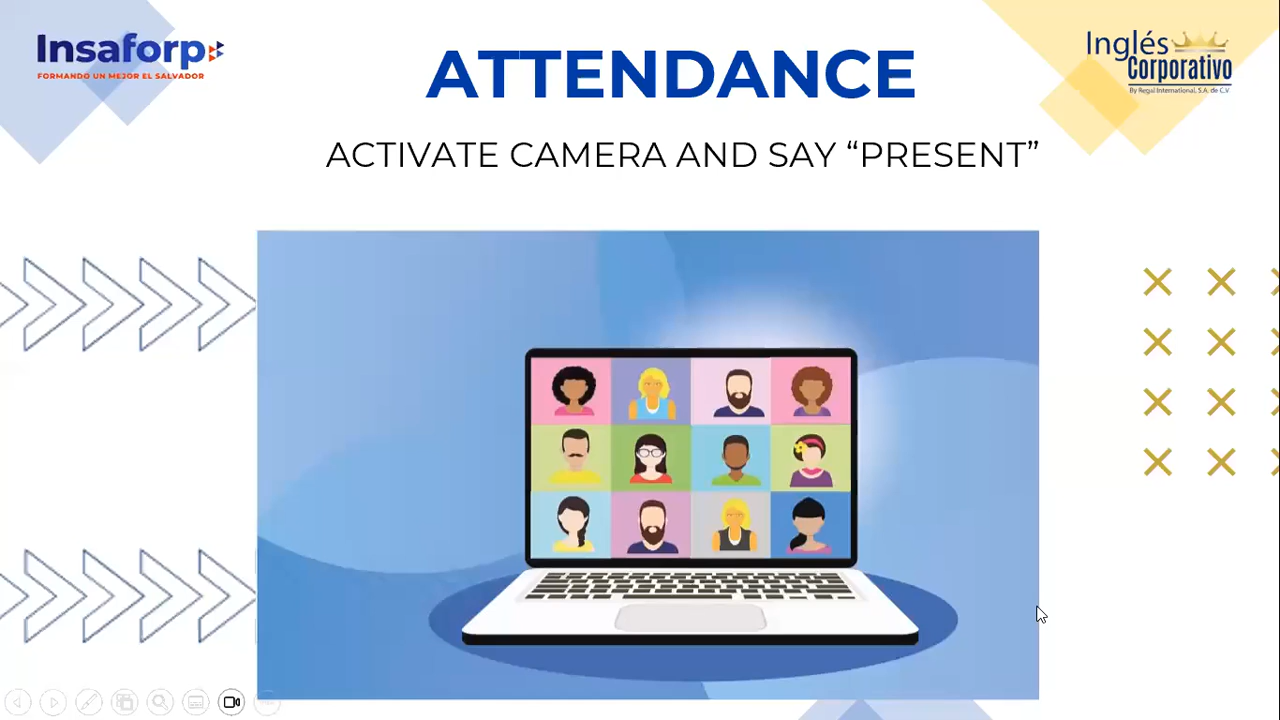 Insaforp
FORMANDO UN MEJOR EL SALVADOR
ATTENDANCE
Inglés
Corporativo
By Regal International, S.A. de C.V
ACTIVATE CAMERA AND SAY “PRESENT”